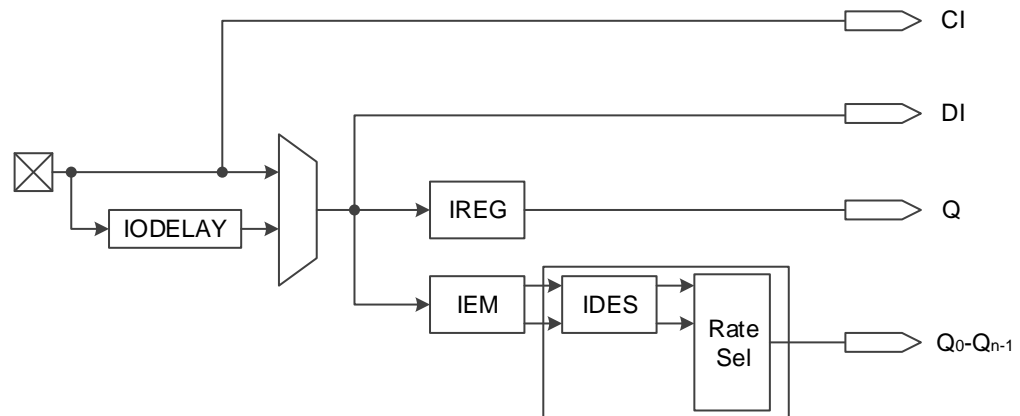 CI
DI
IREG
Q
IODELAY
IEM
IDES
Rate
Sel
Q0-Qn-1